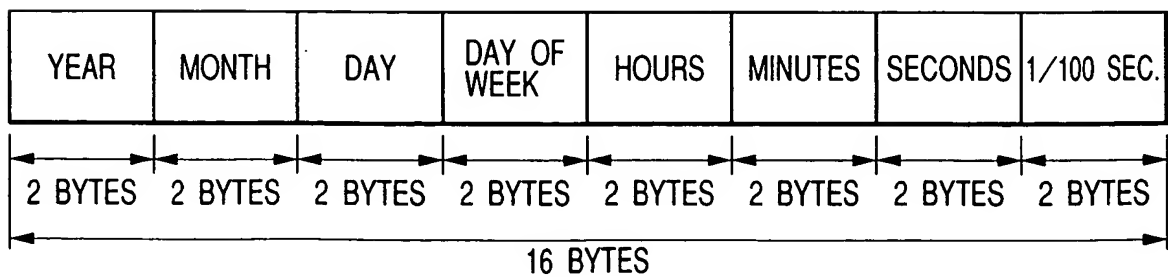 YEAR MONTH DAY DAY OF WEEK HOURS MINUTES SECONDS 1/100 SEC.
2 BYTES 2 BYTES 2 BYTES 2 BYTES 2 BYTES 2 BYTES 2 BYTES 2 BYTES
16 BYTES